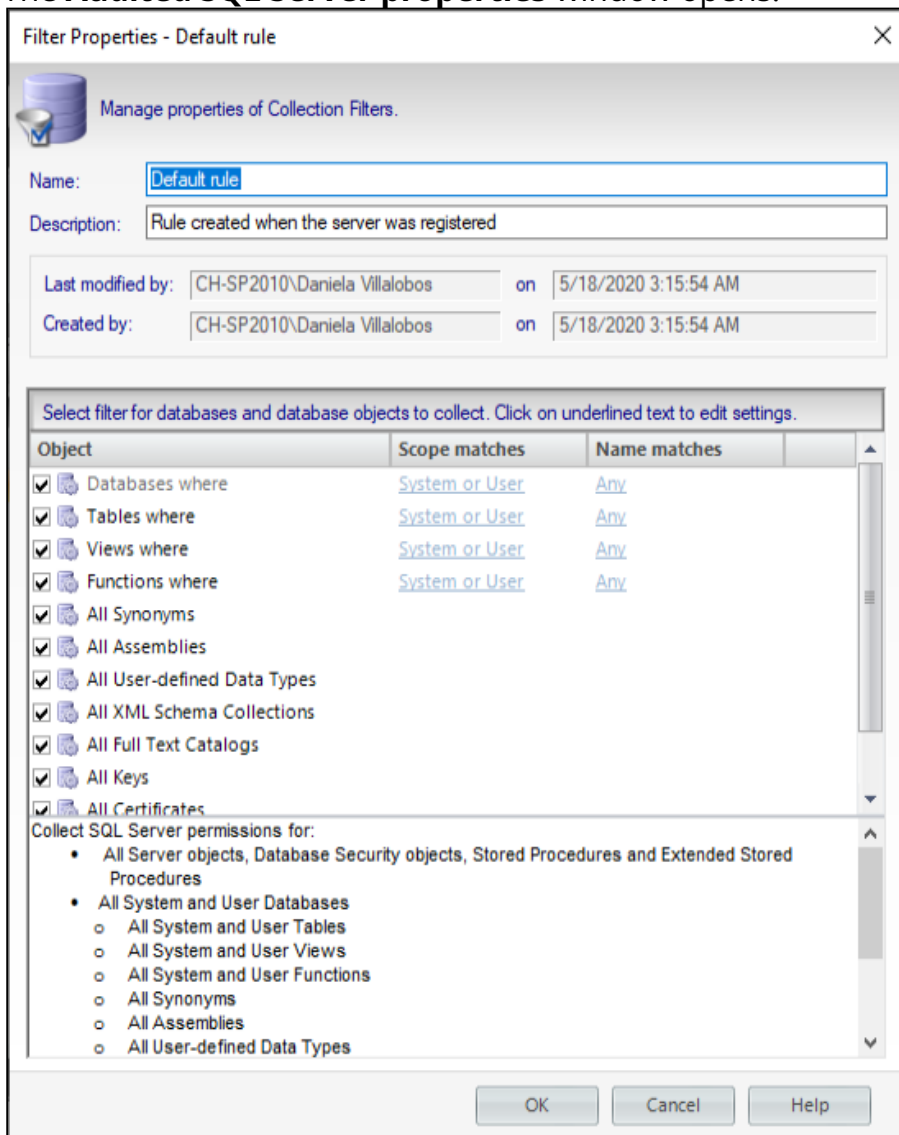 The Audited SQL Server properties window opens.
Filter Properties - Default rule
Manage properties of Collection Filters.
Name: Default rule
Description: Rule created when the server was registered
Last modified by: CH-SP2010\Daniela Villalobos on 5/18/2020 3:15:54 AM
Created by: CH-SP2010\Daniela Villalobos on 5/18/2020 3:15:54 AM
Select filter for databases and database objects to collect. Click on underlined text to edit settings.
Object Scope matches Name matches
Databases where System or User Any
Tables where System or User Any
Views where System or User Any
Functions where System or User Any
All Synonyms
All Assemblies
All User-defined Data Types
All XML Schema Collections
All Full Text Catalogs
All Keys
All Certificates
Collect SQL Server permissions for:
• All Server objects, Database Security objects, Stored Procedures and Extended Stored
Procedures
• All System and User Databases
o All System and User Tables
o All System and User Views
o All System and User Functions
o All Synonyms
o All Assemblies
o All User-defined Data Types
OK Cancel Help